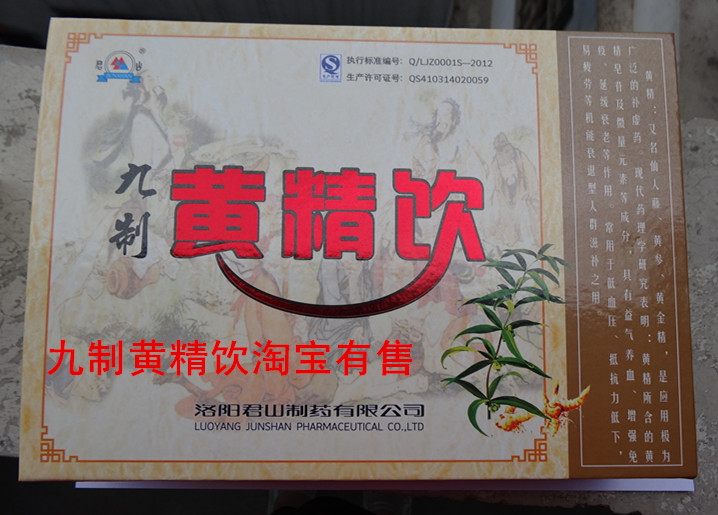 执行标准编号：Q/LJZ0001S—2012
生产许可证号：QS410314020059
九制
黄精饮
九制黄精饮淘宝有售
洛阳君山制药有限公司
LUOYANG JUNSHAN PHARMACEUTICAL CO.,LTD
黄精：又名仙人籇、黄参、黄金精，是应用极为
广泛的补虚药。现代药理学研究表明：黄精所含的黄
精皂苷及微量元素等成分，具有益气养血、增强免
疫、延缓衰老等作用。常用于低血压、抵抗力低下，
易疲劳等机能衰退型人群滋补之用。